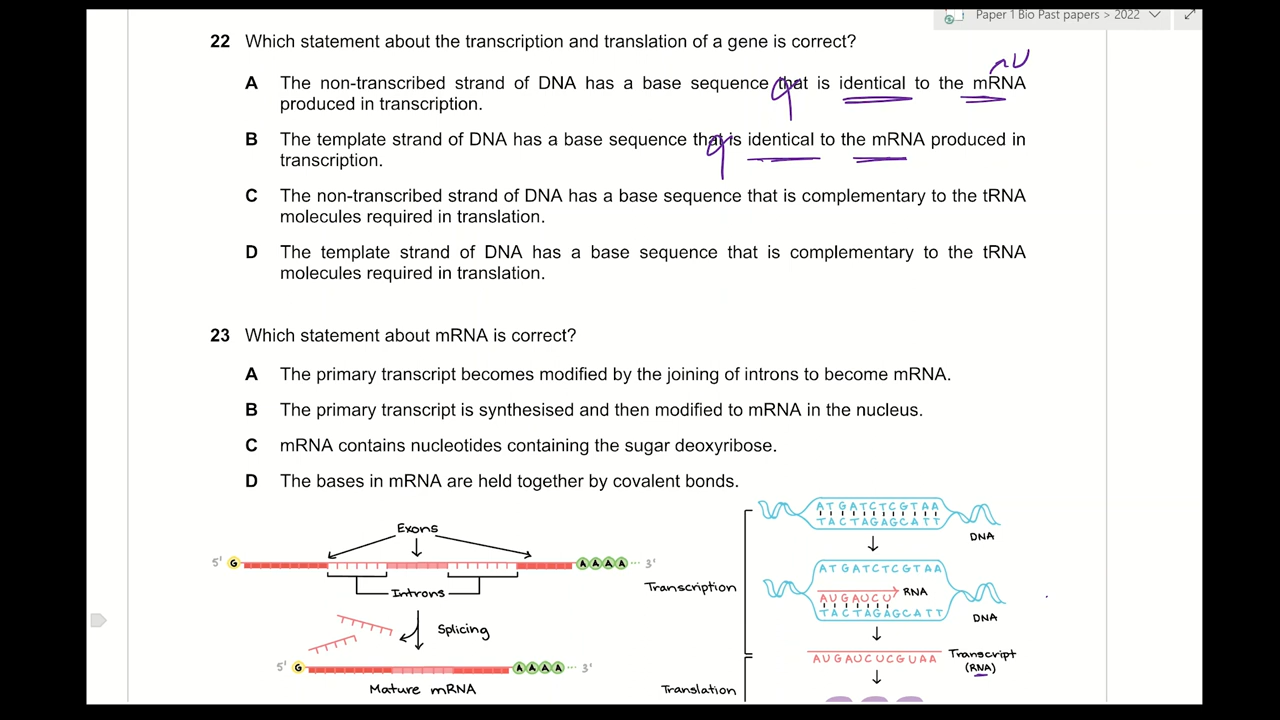 Paper 1 Bio Past papers > 2022
22 Which statement about the transcription and translation of a gene is correct?
A The non-transcribed strand of DNA has a base sequence that is identical to the mRNA
produced in transcription.
B The template strand of DNA has a base sequence that is identical to the mRNA produced in
transcription.
C The non-transcribed strand of DNA has a base sequence that is complementary to the tRNA
molecules required in translation.
D The template strand of DNA has a base sequence that is complementary to the tRNA
molecules required in translation.
23 Which statement about mRNA is correct?
A The primary transcript becomes modified by the joining of introns to become mRNA.
B The primary transcript is synthesised and then modified to mRNA in the nucleus.
C mRNA contains nucleotides containing the sugar deoxyribose.
D The bases in mRNA are held together by covalent bonds.
Exons
5' G A A A A ... 3'
Introns
Splicing
5' G A A A A ... 3'
Mature mRNA
ATGATCTCGTAA
TACTAGAGCATT
DNA
Transcription
ATGATCTCGTAA
AUGAUCU RNA
TACTAGAGCATT
DNA
AUGAUCUCGUAA Transcript
(RNA)
Translation